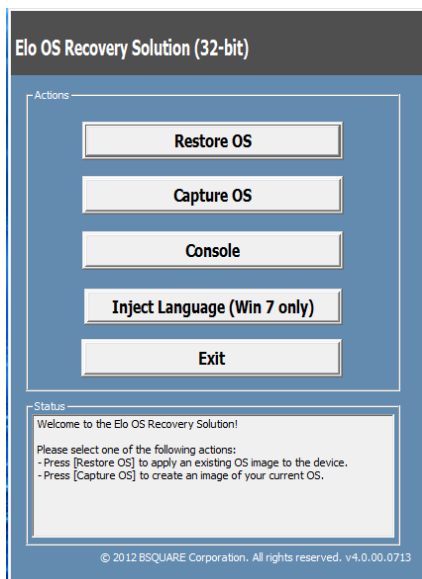 Elo OS Recovery Solution (32-bit)
Actions
Restore OS
Capture OS
Console
Inject Language (Win 7 only)
Exit
Status
Welcome to the Elo OS Recovery Solution!
Please select one of the following actions:
- Press [Restore OS] to apply an existing OS image to the device.
- Press [Capture OS] to create an image of your current OS.
© 2012 BSQUARE Corporation. All rights reserved. v4.0.00.0713